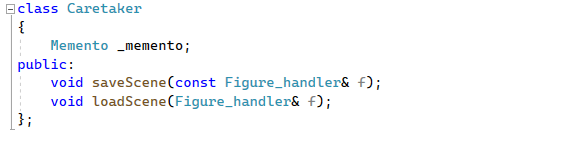 class Caretaker
{
    Memento _memento;
public:
    void saveScene(const Figure_handler& f);
    void loadScene(Figure_handler& f);
};